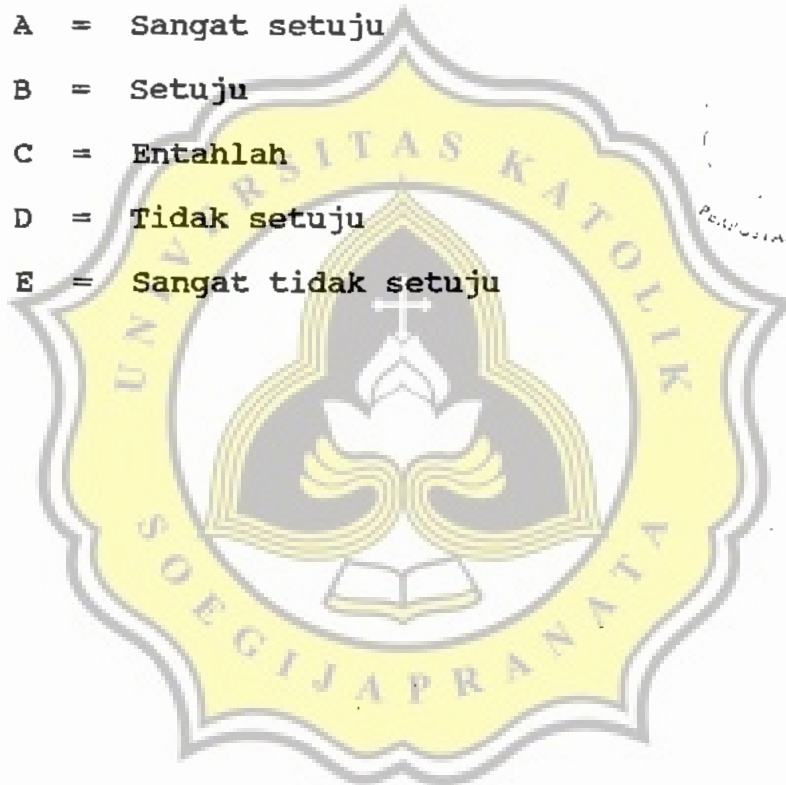 A = Sangat setuju
B = Setuju
C = Entahlah
D = Tidak setuju
E = Sangat tidak setuju
UNIVERSITAS KATOLIK
SOEGIJAPRANATA